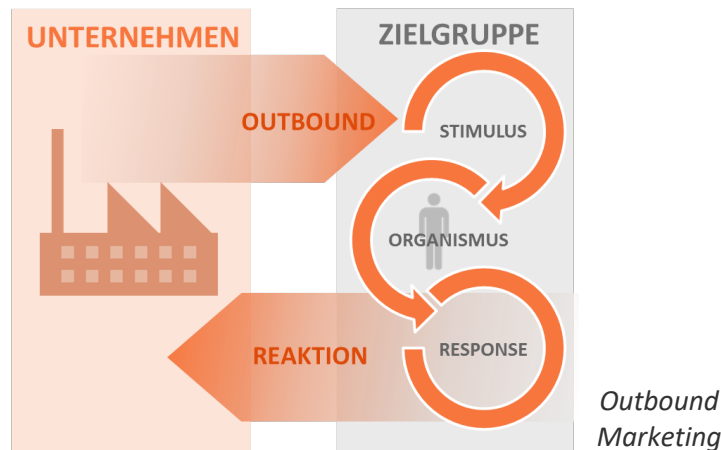 UNTERNEHMEN
ZIELGRUPPE
OUTBOUND
STIMULUS
ORGANISMUS
REAKTION
RESPONSE
Outbound
Marketing